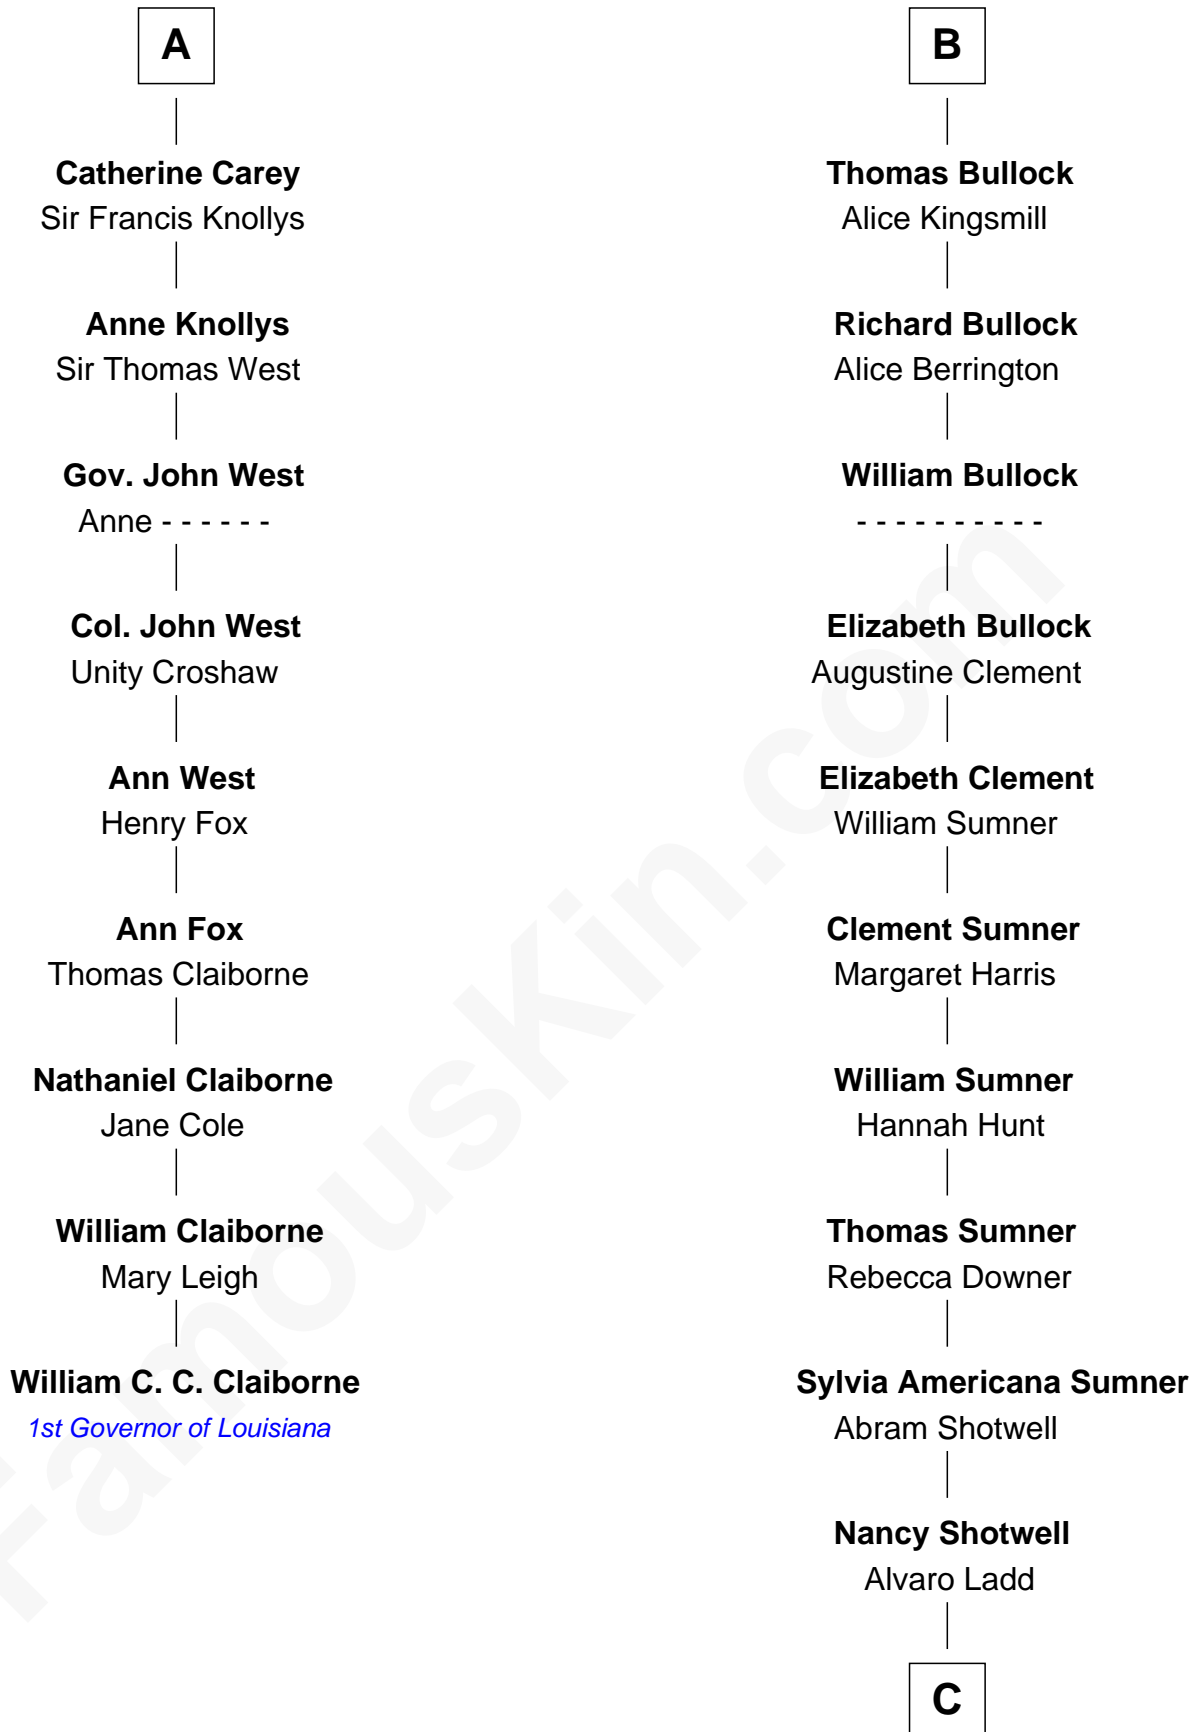 A
Catherine Carey
Sir Francis Knollys
Anne Knollys
Sir Thomas West
Gov. John West
Anne - - - - - -
Col. John West
Unity Croshaw
Ann West
Henry Fox
Ann Fox
Thomas Claiborne
Nathaniel Claiborne
Jane Cole
William Claiborne
Mary Leigh
William C. C. Claiborne
1st Governor of Louisiana
B
Thomas Bullock
Alice Kingsmill
Richard Bullock
Alice Berrington
William Bullock
- - - - - - - - - -
Elizabeth Bullock
Augustine Clement
Elizabeth Clement
William Sumner
Clement Sumner
Margaret Harris
William Sumner
Hannah Hunt
Thomas Sumner
Rebecca Downer
Sylvia Americana Sumner
Abram Shotwell
Nancy Shotwell
Alvaro Ladd
C
FamousKin.com